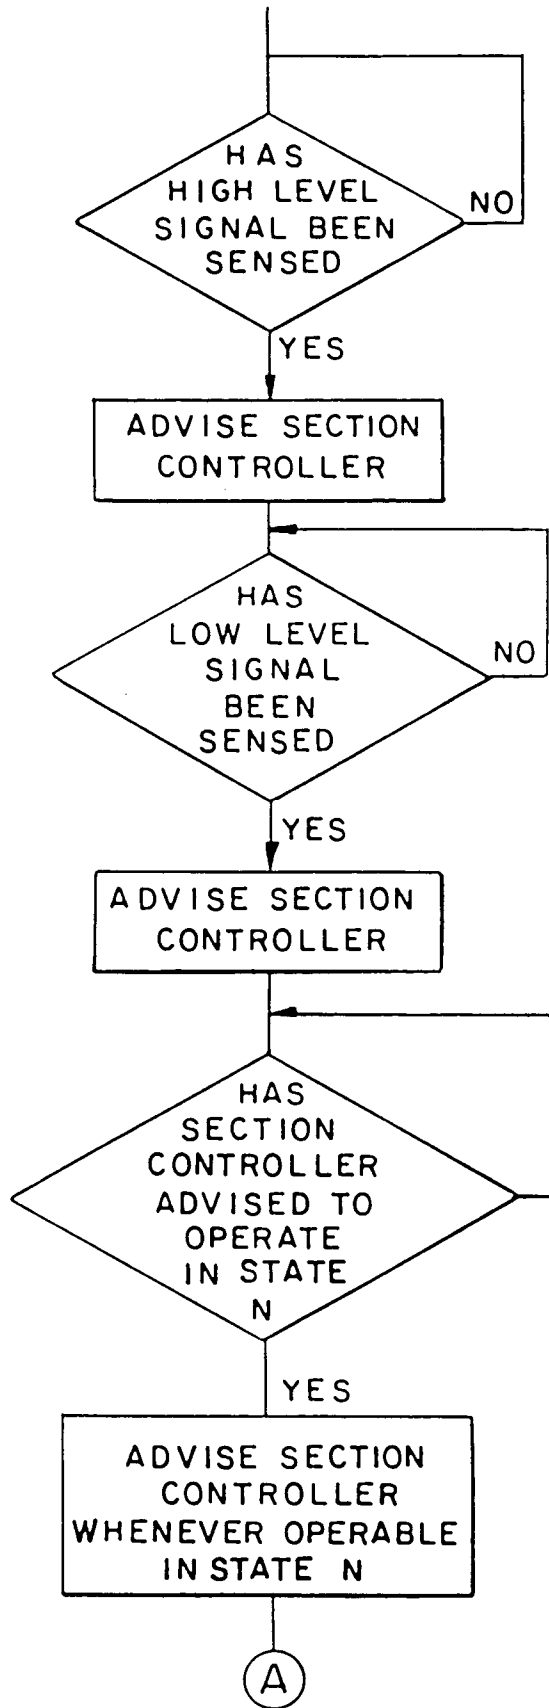 HAS
HIGH LEVEL
SIGNAL BEEN
SENSED
NO
YES
ADVISE SECTION
CONTROLLER
HAS
LOW LEVEL
SIGNAL
BEEN
SENSED
NO
YES
ADVISE SECTION
CONTROLLER
HAS
SECTION
CONTROLLER
ADVISED TO
OPERATE
IN STATE
N
YES
ADVISE SECTION
CONTROLLER
WHENEVER OPERABLE
IN STATE N
A